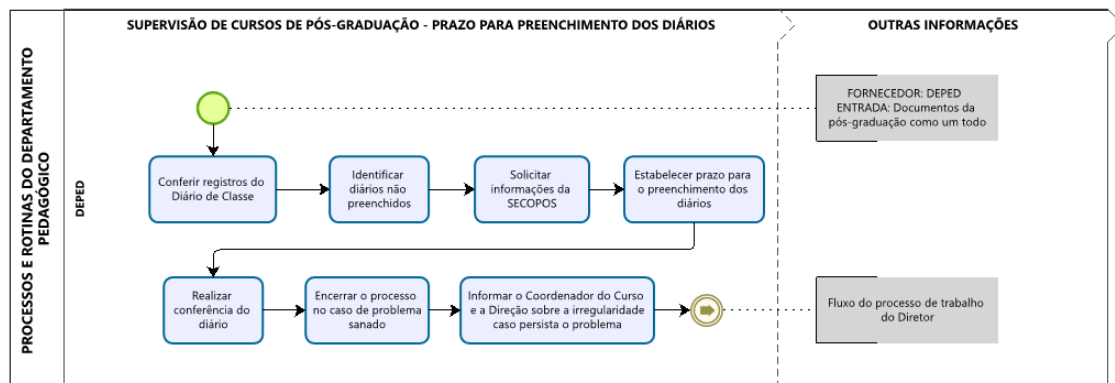 SUPERVISÃO DE CURSOS DE PÓS-GRADUAÇÃO - PRAZO PARA PREENCHIMENTO DOS DIÁRIOS
OUTRAS INFORMAÇÕES
PROCESSOS E ROTINAS DO DEPARTAMENTO
PEDAGÓGICO
DEPED
FORNECEDOR: DEPED
ENTRADA: Documentos da
pós-graduação como um todo
Conferir registros do
Diário de Classe
Identificar
diários não
preenchidos
Solicitar
informações da
SECOPOS
Estabelecer prazo para
o preenchimento dos
diários
Realizar
conferência do
diário
Encerrar o processo
no caso de problema
sanado
Informar o Coordenador do Curso
e a Direção sobre a irregularidade
caso persista o problema
Fluxo do processo de trabalho
do Diretor